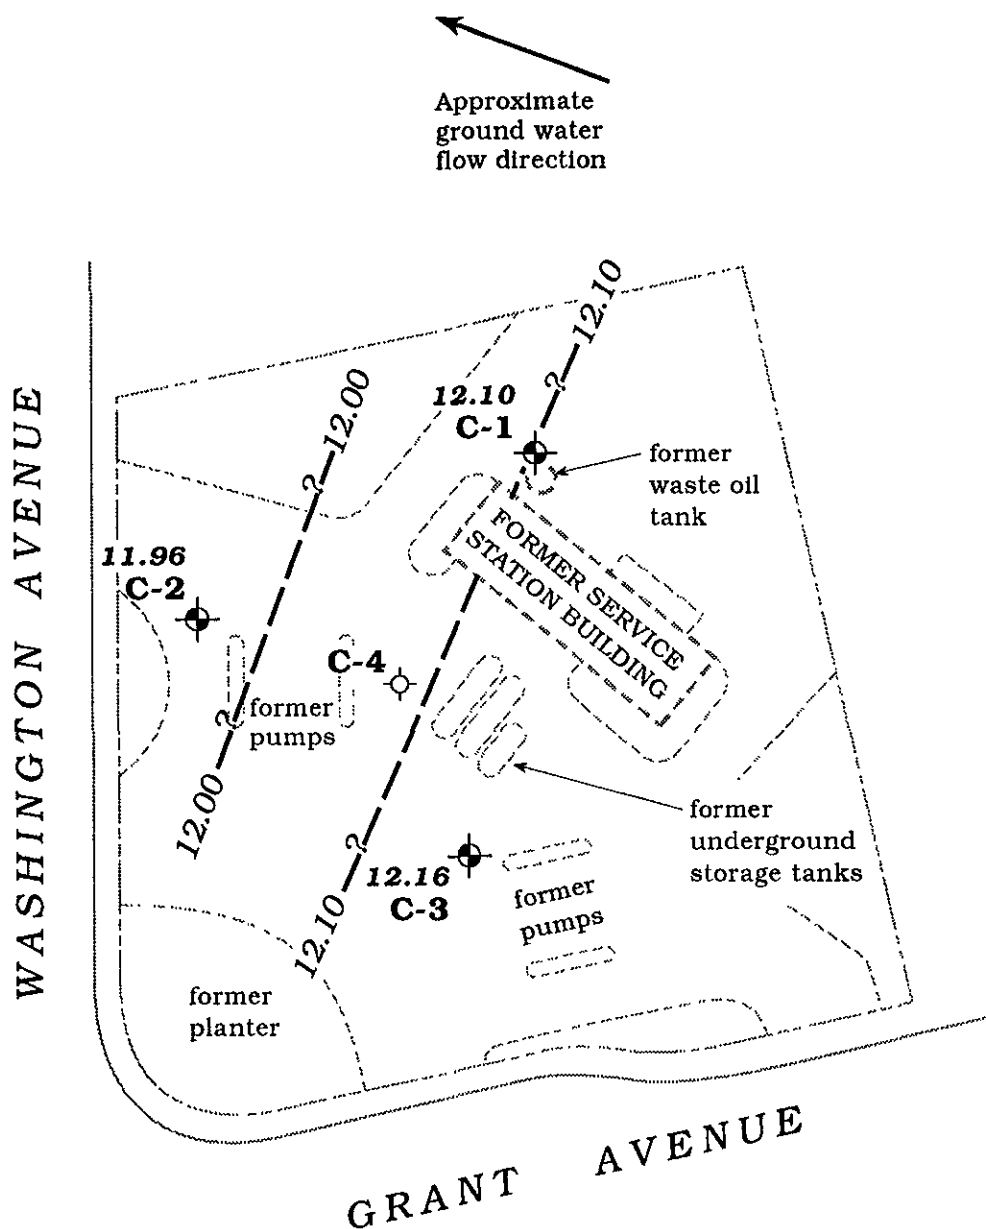 Approximate
ground water
flow direction
12.10
12.00
?
12.10
C-1
?
former
waste oil
tank
FORMER SERVICE
STATION BUILDING
11.96
C-2
C-4
?
former
pumps
12.00
?
12.16
C-3
12.10
former
underground
storage tanks
former
pumps
former
planter
WASHINGTON AVENUE
GRANT AVENUE